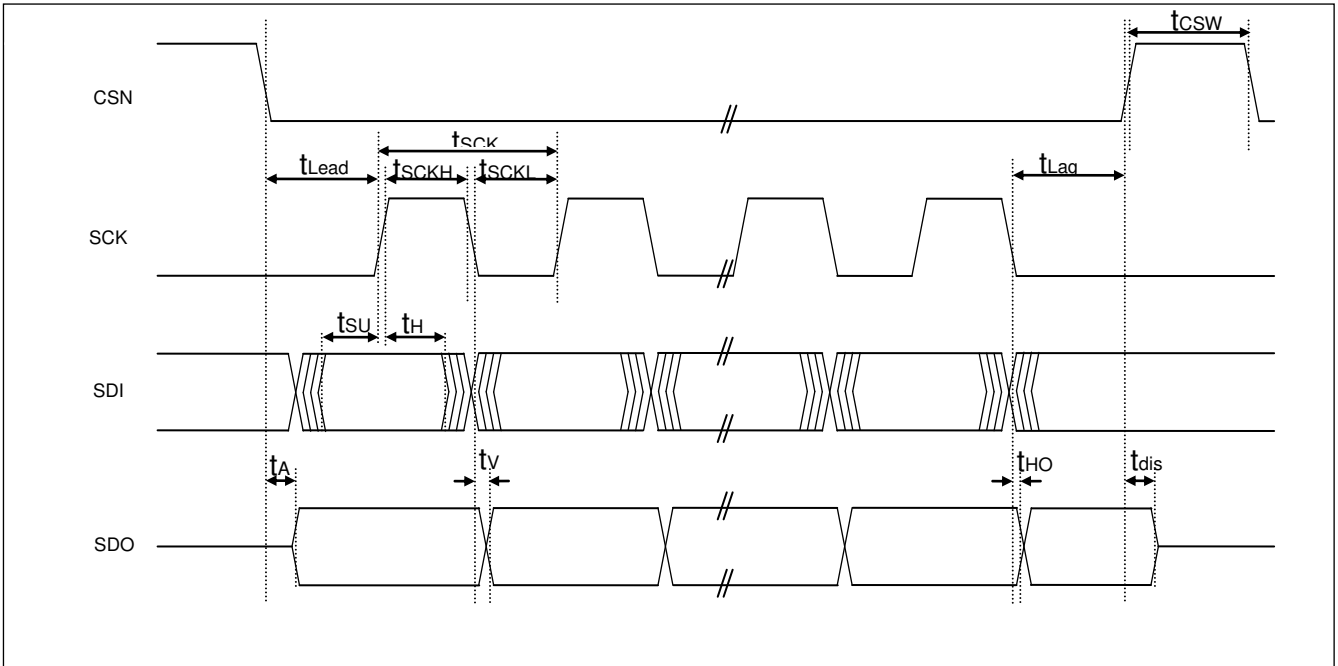 tCSW
CSN
tSCK
tLead
tSCKH
tSCKL
tLag
SCK
tSU
tH
SDI
tA
tV
tHO
tdis
SDO